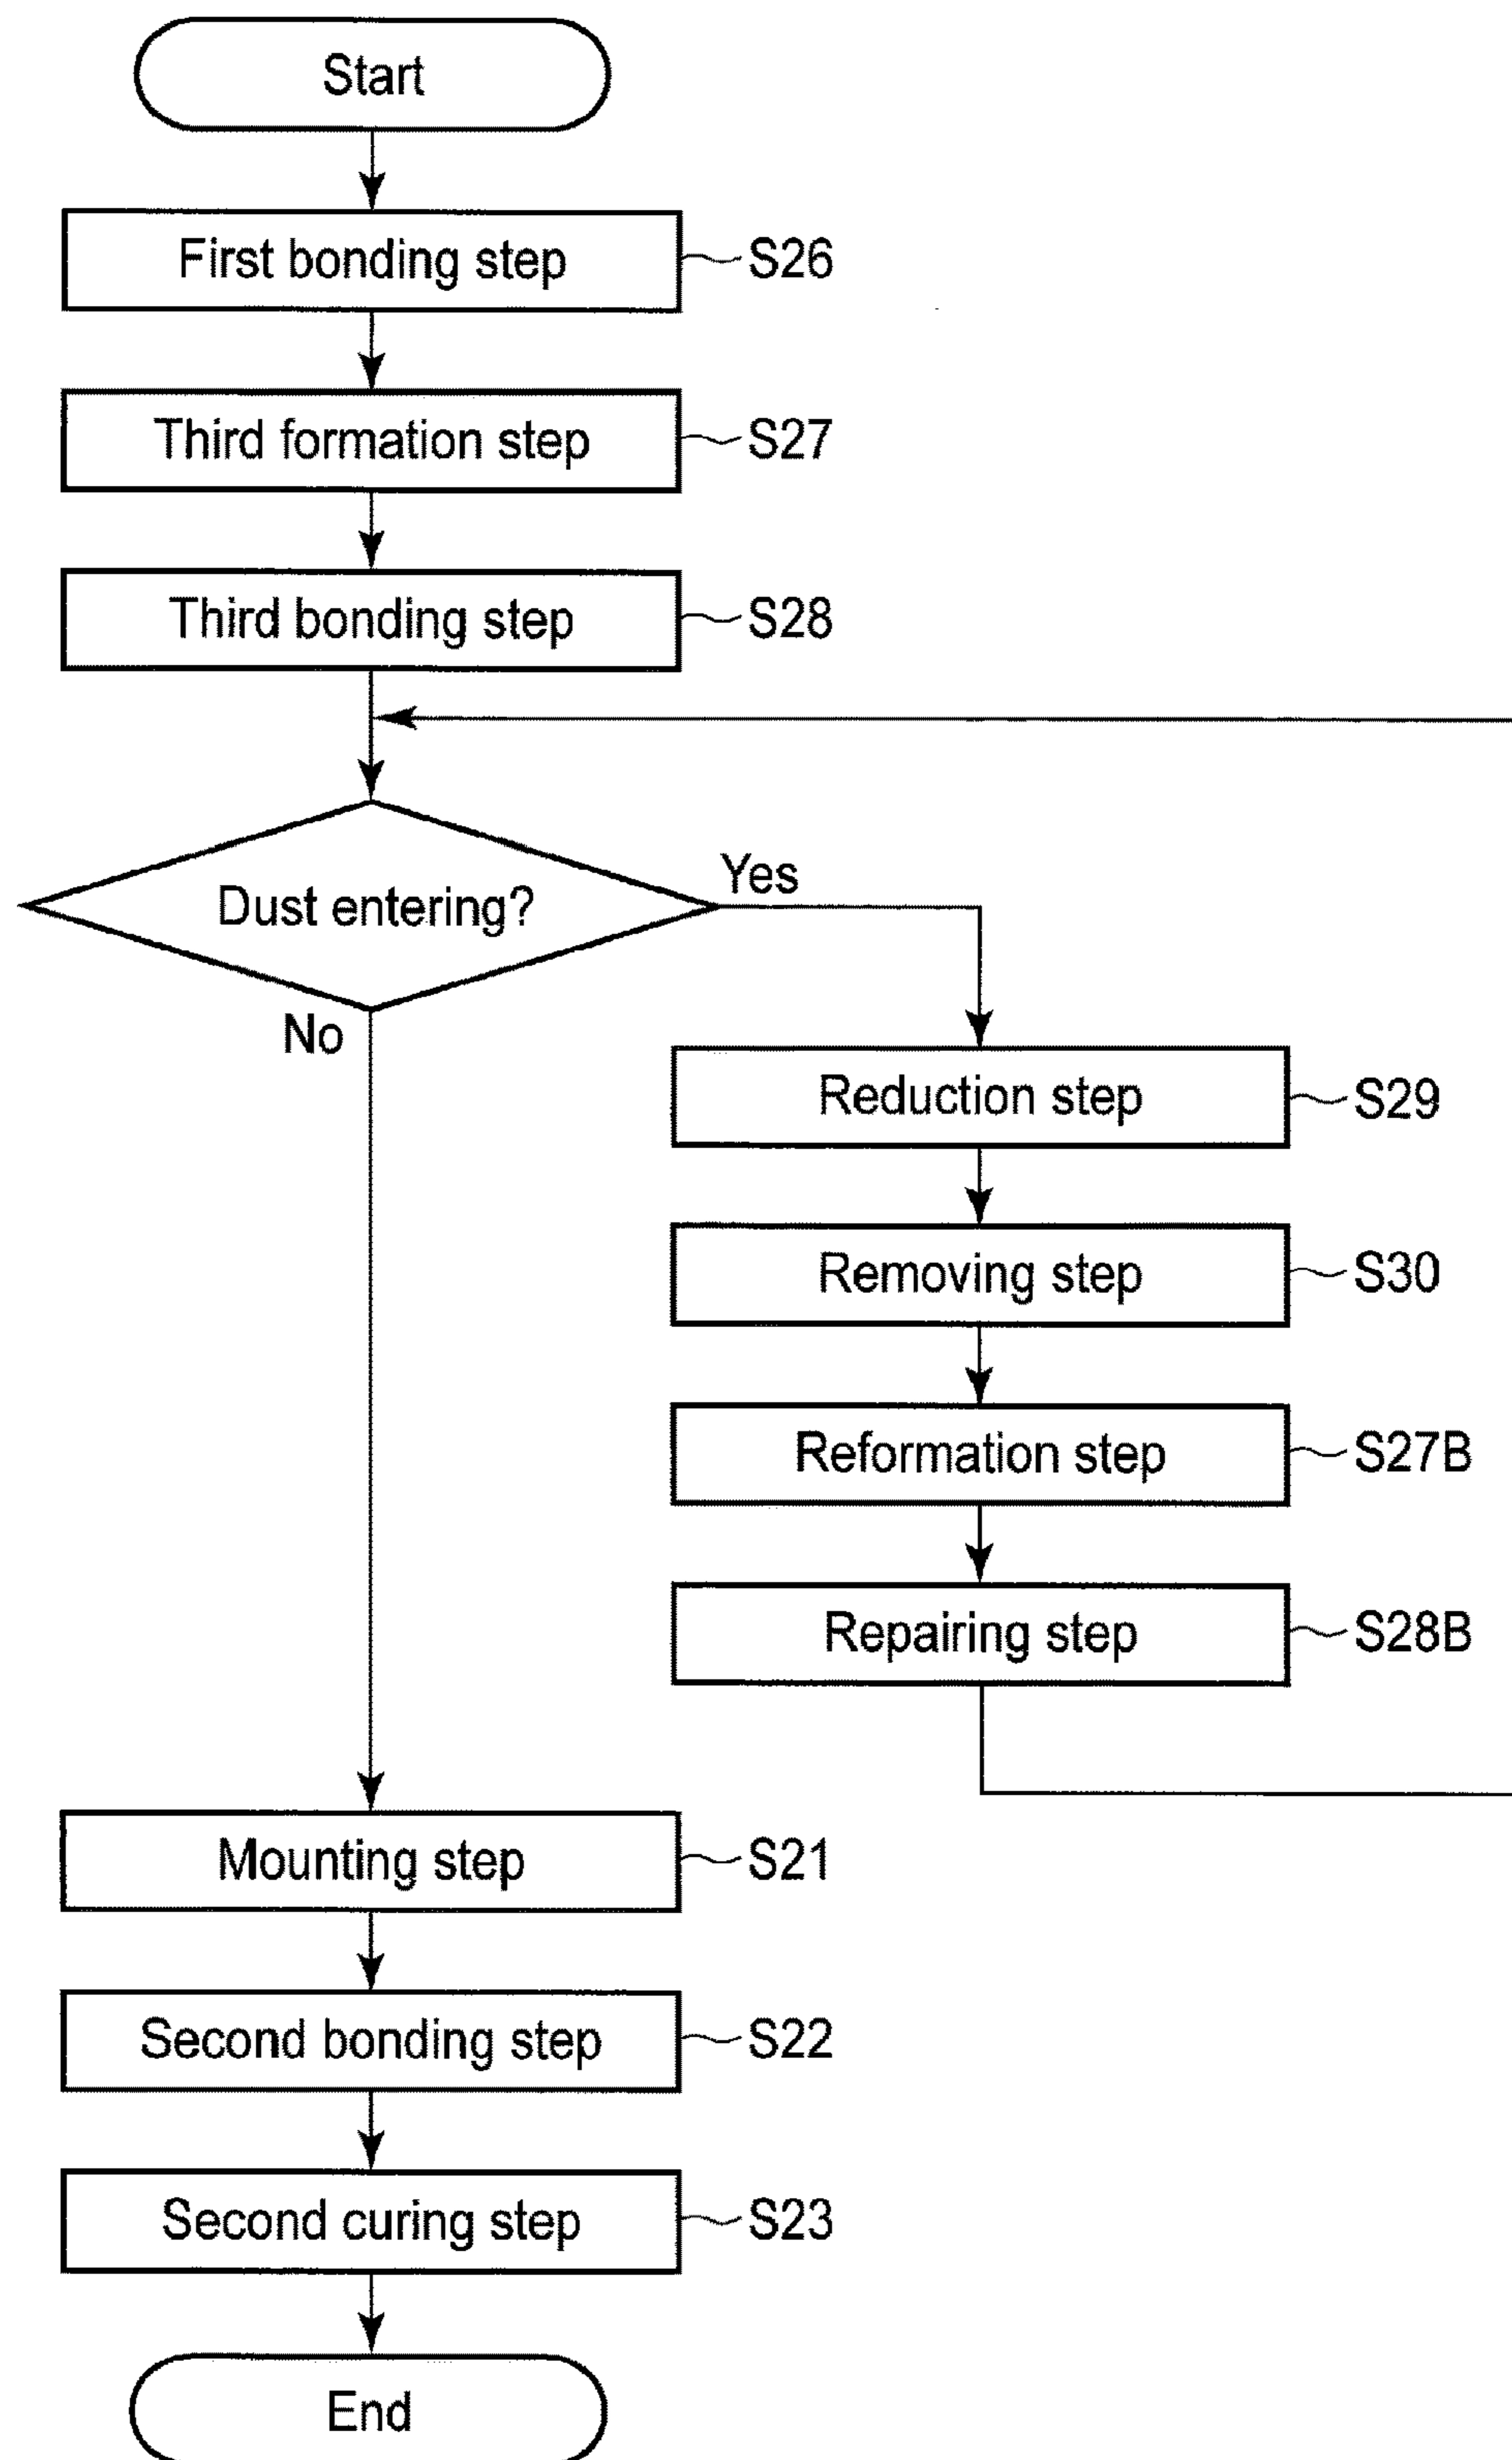 Start
First bonding step
S26
Third formation step
S27
Third bonding step
S28
Dust entering?
Yes
No
Reduction step
S29
Removing step
S30
Reformation step
S27B
Repairing step
S28B
Mounting step
S21
Second bonding step
S22
Second curing step
S23
End